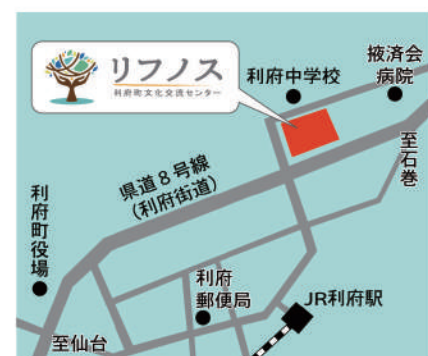 リフノス
利府町文化交流センター
利府中学校
掖済会
病院
至石巻
県道8号線
(利府街道)
利府町役場
利府
郵便局
JR利府駅
至仙台